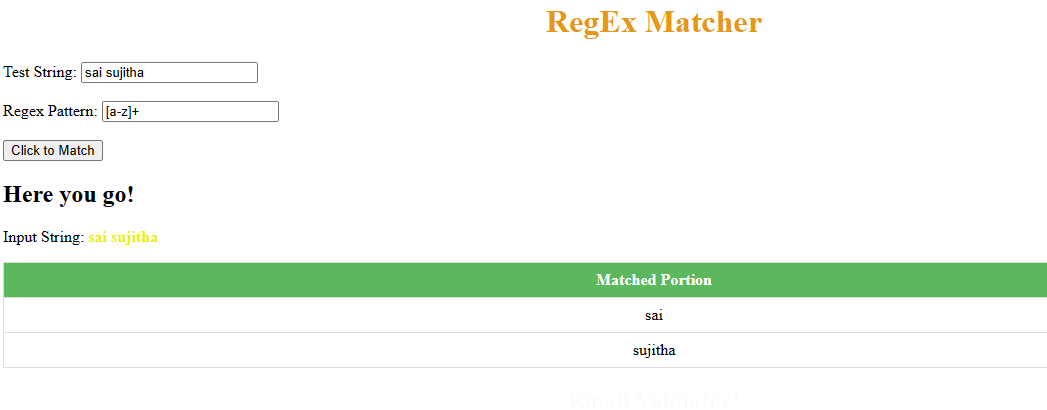 RegEx Matcher
Test String: sai sujitha
Regex Pattern: [a-z]+
Click to Match
Here you go!
Input String: sai sujitha
Matched Portion
sai
sujitha
Email Validator!